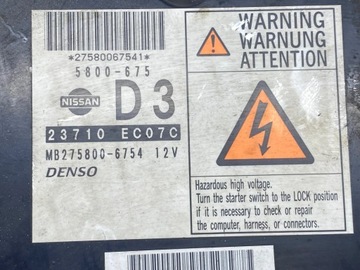 *27580067541*
5800-675
NISSAN
D3
23710 EC07C
MB275800-6754 12V
DENSO
WARNING
WARNUNG
ATTENTION
Hazardous high voltage.
Turn the starter switch to the LOCK position
if it is necessary to check or repair
the computer, harness, or connectors.